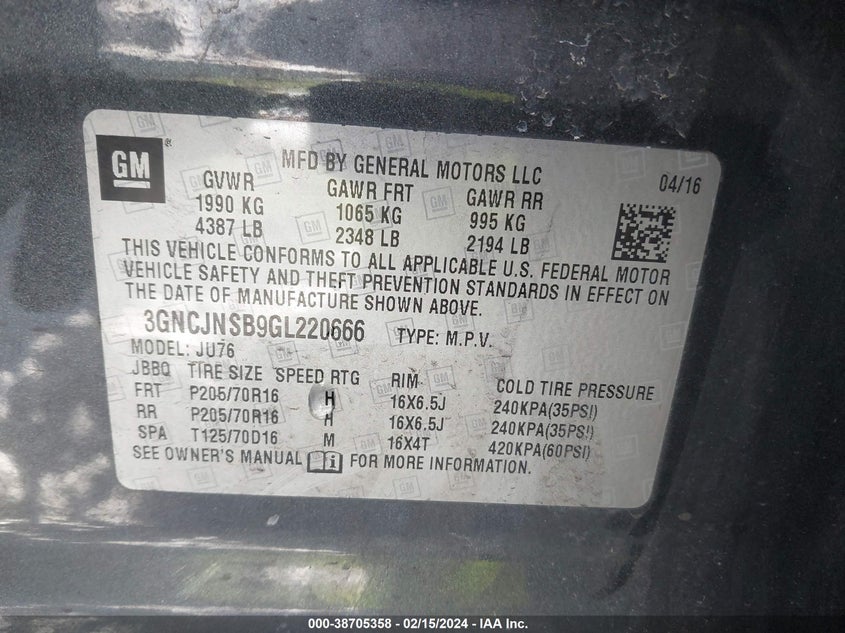 GM ®
MFD BY GENERAL MOTORS LLC
04/16
GVWR GAWR FRT GAWR RR
1990 KG 1065 KG 995 KG
4387 LB 2348 LB 2194 LB
THIS VEHICLE CONFORMS TO ALL APPLICABLE U.S. FEDERAL MOTOR
VEHICLE SAFETY AND THEFT PREVENTION STANDARDS IN EFFECT ON
THE DATE OF MANUFACTURE SHOWN ABOVE.
3GNCJNSB9GL220666 TYPE: M.P.V.
MODEL: JU76
JBBQ TIRE SIZE SPEED RTG RIM COLD TIRE PRESSURE
FRT P205/70R16 H 16X6.5J 240KPA(35PSI)
RR P205/70R16 H 16X6.5J 240KPA(35PSI)
SPA T125/70D16 M 16X4T 420KPA(60PSI)
SEE OWNER'S MANUAL FOR MORE INFORMATION.
000-38705358 - 02/15/2024 - IAA Inc.